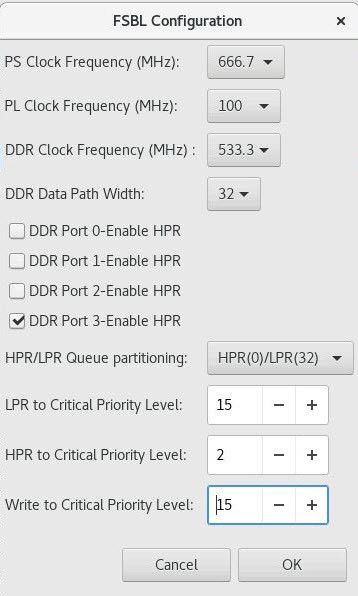 FSBL Configuration ×
PS Clock Frequency (MHz): 666.7
PL Clock Frequency (MHz): 100
DDR Clock Frequency (MHz) : 533.3
DDR Data Path Width: 32
DDR Port 0-Enable HPR
DDR Port 1-Enable HPR
DDR Port 2-Enable HPR
DDR Port 3-Enable HPR
HPR/LPR Queue partitioning: HPR(0)/LPR(32)
LPR to Critical Priority Level: 15 − +
HPR to Critical Priority Level: 2 − +
Write to Critical Priority Level: 15 − +
Cancel OK